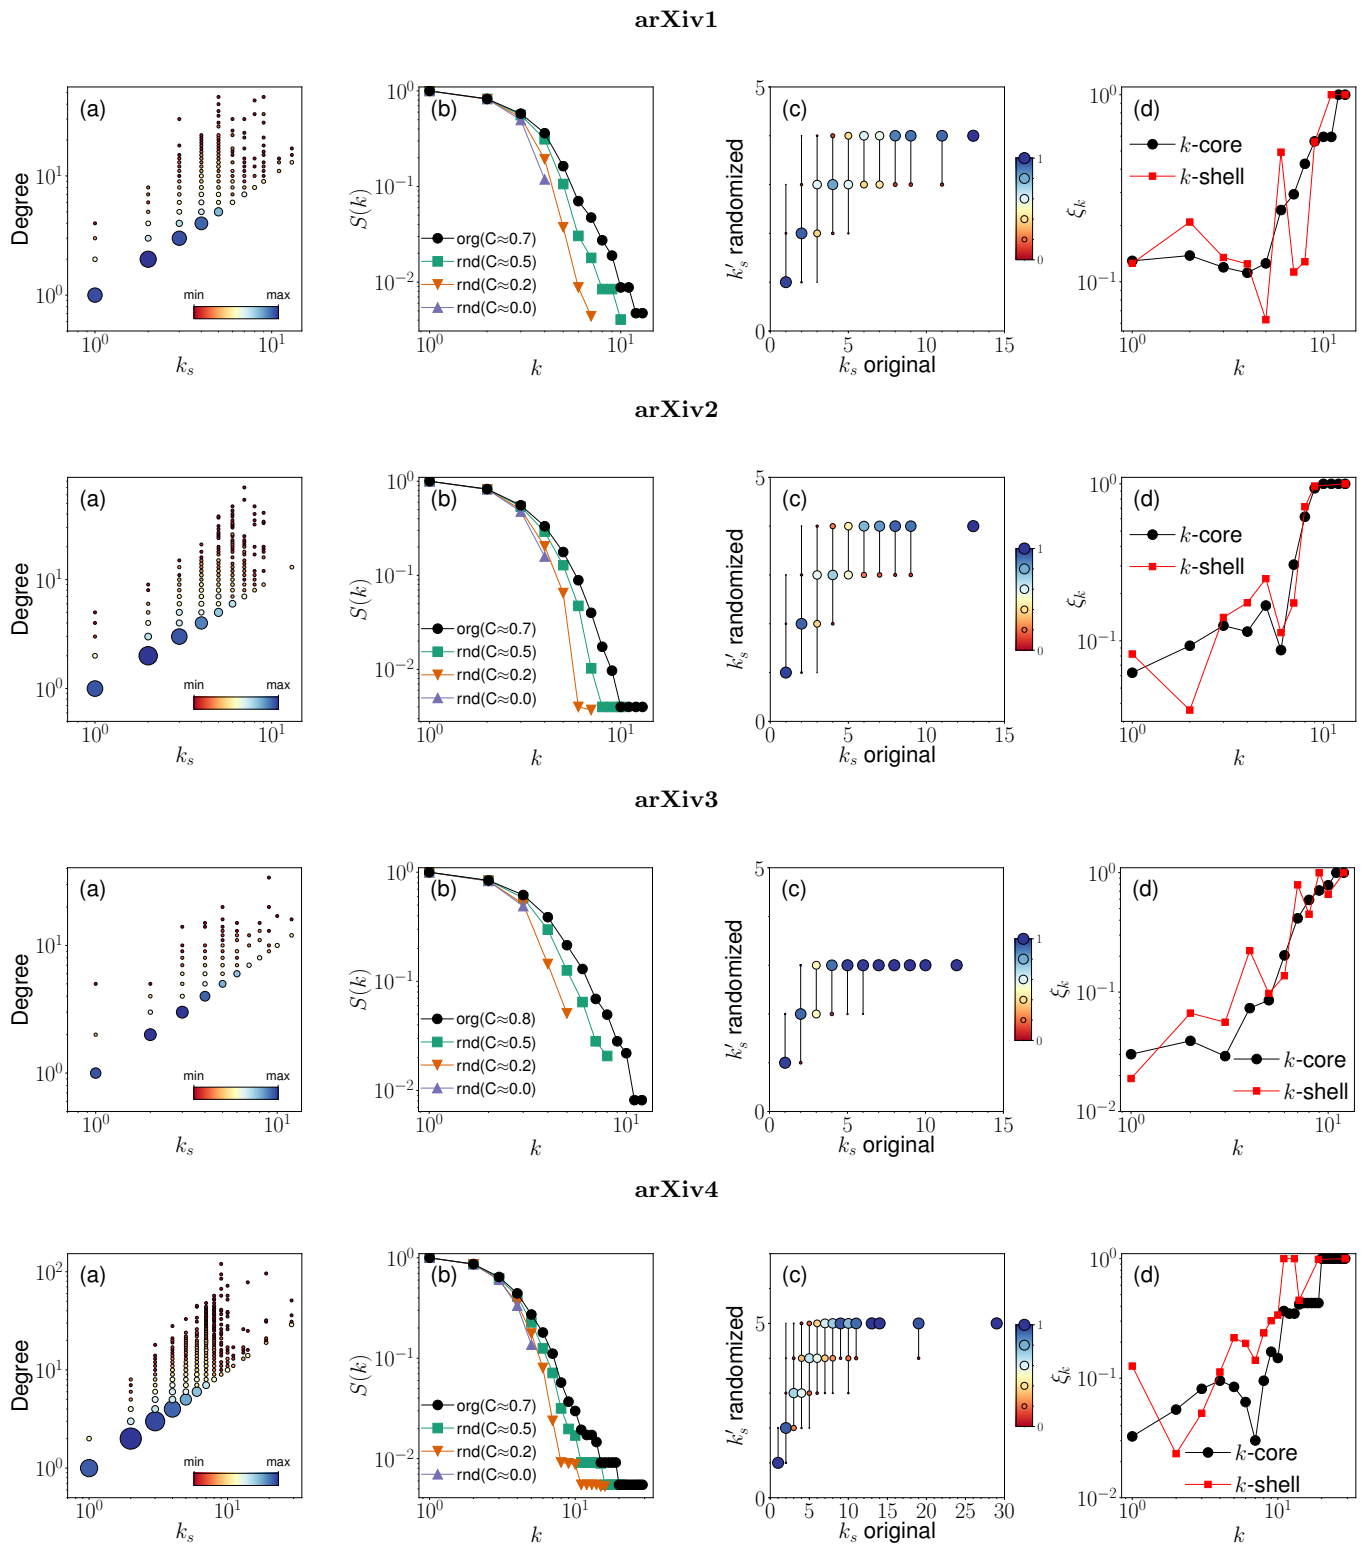 arXiv1
(a)
Degree
10^1
10^0
min
max
10^0
10^1
k_s
(b)
S(k)
10^0
10^-1
10^-2
org(C≈0.7)
rnd(C≈0.5)
rnd(C≈0.2)
rnd(C≈0.0)
10^0
10^1
k
(c)
k'_s randomized
5
0
1
0
0
5
10
15
k_s original
(d)
ξ_k
10^0
10^-1
k-core
k-shell
10^0
10^1
k
arXiv2
(a)
Degree
10^1
10^0
min
max
10^0
10^1
k_s
(b)
S(k)
10^0
10^-1
10^-2
org(C≈0.7)
rnd(C≈0.5)
rnd(C≈0.2)
rnd(C≈0.0)
10^0
10^1
k
(c)
k'_s randomized
5
0
1
0
0
5
10
15
k_s original
(d)
ξ_k
10^0
10^-1
k-core
k-shell
10^0
10^1
k
arXiv3
(a)
Degree
10^1
10^0
min
max
10^0
10^1
k_s
(b)
S(k)
10^0
10^-1
10^-2
org(C≈0.8)
rnd(C≈0.5)
rnd(C≈0.2)
rnd(C≈0.0)
10^0
10^1
k
(c)
k'_s randomized
5
0
1
0
0
5
10
15
k_s original
(d)
ξ_k
10^0
10^-1
10^-2
k-core
k-shell
10^0
10^1
k
arXiv4
(a)
Degree
10^2
10^1
10^0
min
max
10^0
10^1
k_s
(b)
S(k)
10^0
10^-1
10^-2
org(C≈0.7)
rnd(C≈0.5)
rnd(C≈0.2)
rnd(C≈0.0)
10^0
10^1
k
(c)
k'_s randomized
5
0
1
0
0
5
10
15
20
25
30
k_s original
(d)
ξ_k
10^0
10^-1
10^-2
k-core
k-shell
10^0
10^1
k